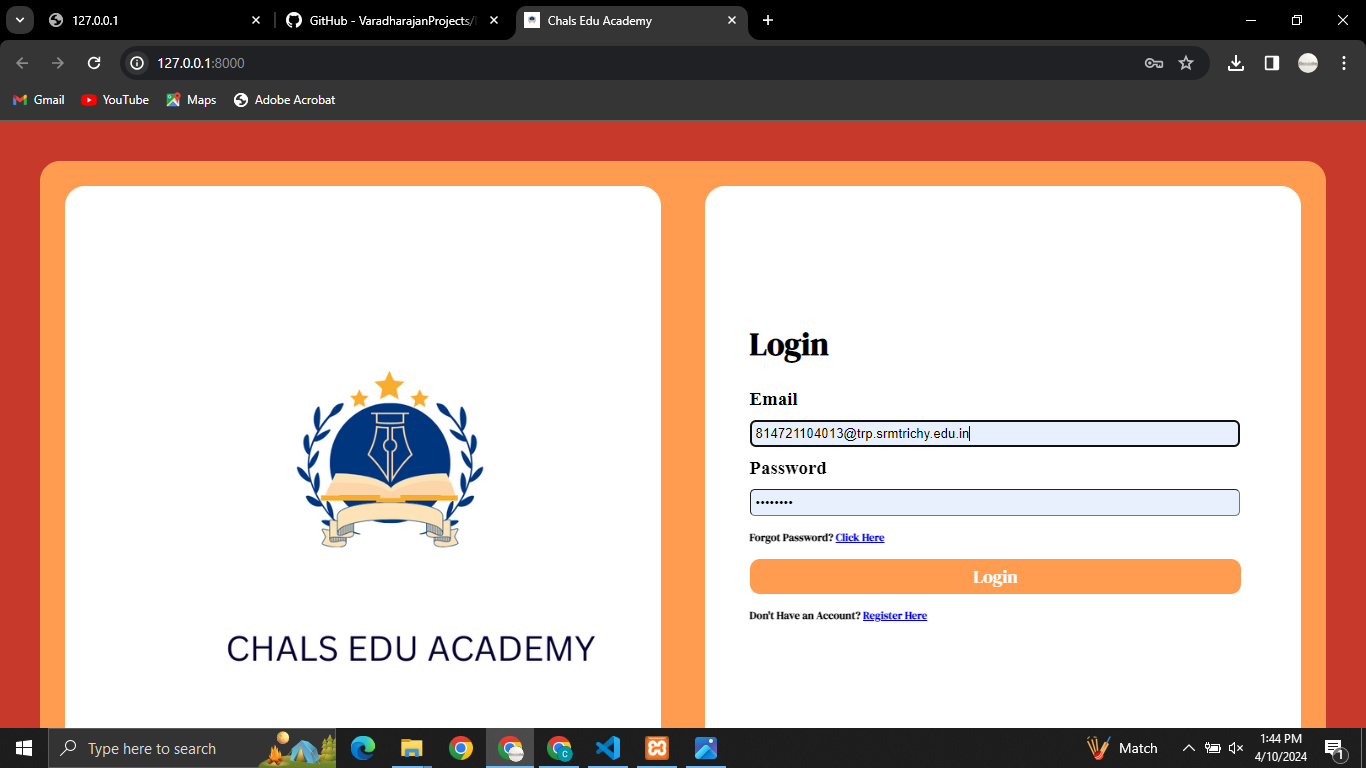 127.0.0.1
GitHub - VaradharajanProjects/
Chals Edu Academy
127.0.0.1:8000
Gmail
YouTube
Maps
Adobe Acrobat
CHALS EDU ACADEMY
Login
Email
814721104013@trp.srmtrichy.edu.in
Password
••••••••
Forgot Password? Click Here
Login
Don't Have an Account? Register Here
Type here to search
C
Match
1:44 PM
4/10/2024
1